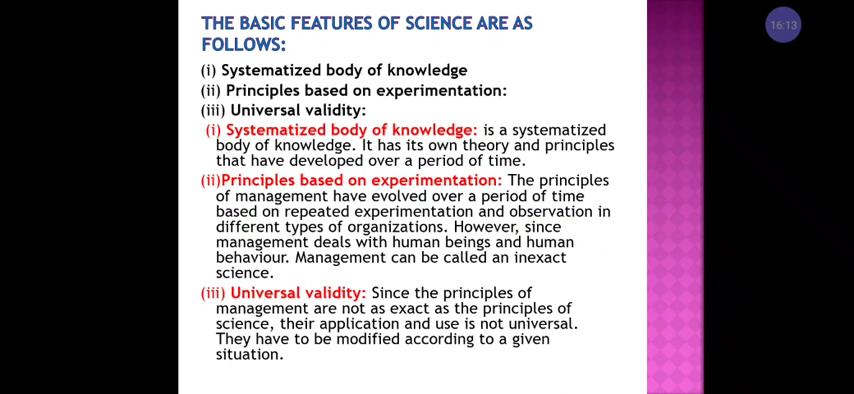 THE BASIC FEATURES OF SCIENCE ARE AS
FOLLOWS:
(i) Systematized body of knowledge
(ii) Principles based on experimentation:
(iii) Universal validity:
(i) Systematized body of knowledge: is a systematized
body of knowledge. It has its own theory and principles
that have developed over a period of time.
(ii)Principles based on experimentation: The principles
of management have evolved over a period of time
based on repeated experimentation and observation in
different types of organizations. However, since
management deals with human beings and human
behaviour. Management can be called an inexact
science.
(iii) Universal validity: Since the principles of
management are not as exact as the principles of
science, their application and use is not universal.
They have to be modified according to a given
situation.
16:13